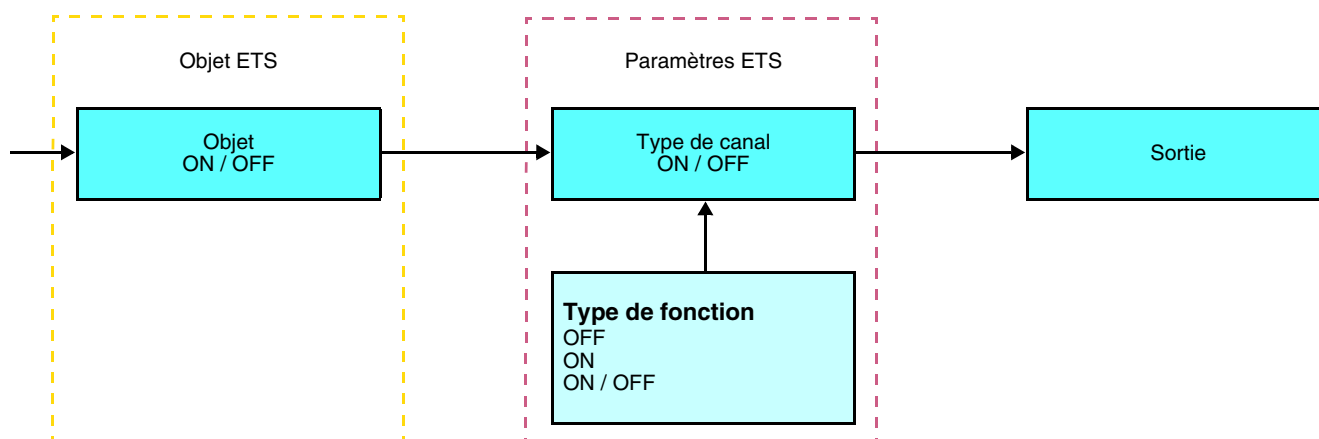 Objet ETS
Paramètres ETS
Objet
ON / OFF
Type de canal
ON / OFF
Sortie
Type de fonction
OFF
ON
ON / OFF